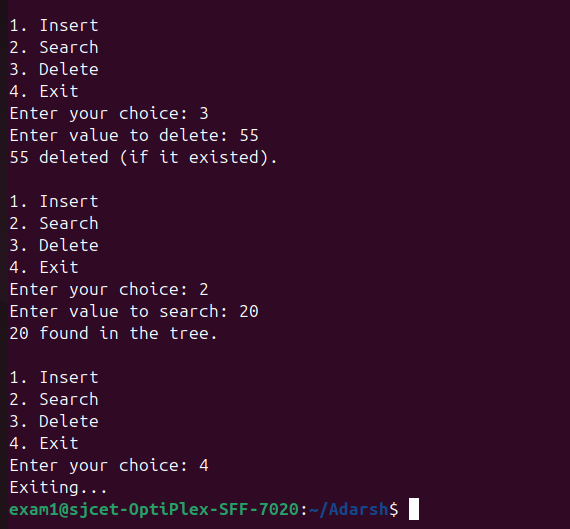 1. Insert
2. Search
3. Delete
4. Exit
Enter your choice: 3
Enter value to delete: 55
55 deleted (if it existed).

1. Insert
2. Search
3. Delete
4. Exit
Enter your choice: 2
Enter value to search: 20
20 found in the tree.

1. Insert
2. Search
3. Delete
4. Exit
Enter your choice: 4
Exiting...
exam1@sjcet-OptiPlex-SFF-7020:~/Adarsh$